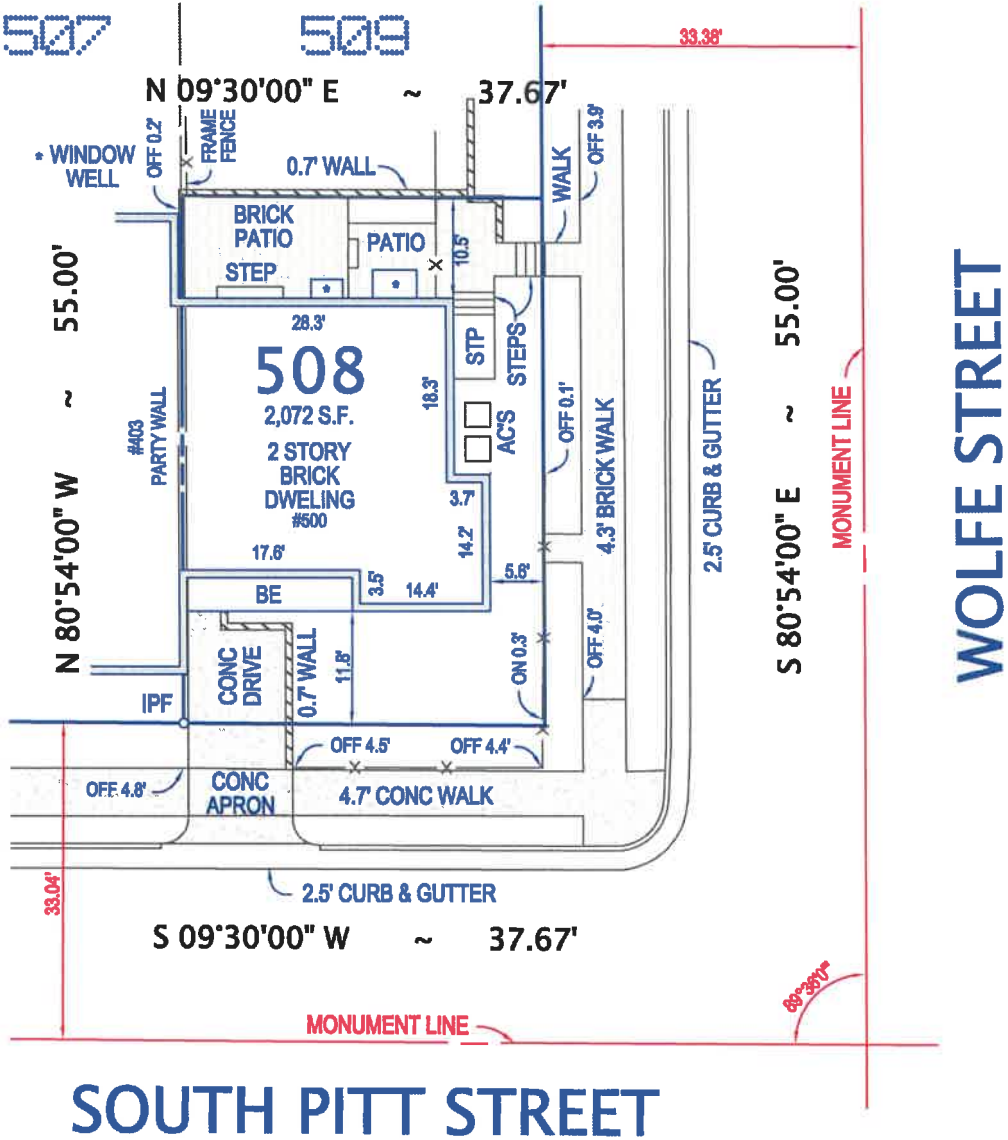 507
509
33.38'
N 09°30'00" E ~ 37.67'
* WINDOW
WELL
OFF 0.2'
FRAME
FENCE
0.7' WALL
WALK
OFF 3.9'
BRICK
PATIO
PATIO
10.5'
STEP
*
*
N 80°54'00" W ~ 55.00'
#403
PARTY WALL
28.3'
508
2,072 S.F.
2 STORY
BRICK
DWELING
#500
18.3'
STP
STEPS
AC'S
OFF 0.1'
3.7'
14.2'
17.6'
3.5'
14.4'
5.6'
BE
4.3' BRICK WALK
2.5' CURB & GUTTER
S 80°54'00" E ~ 55.00'
MONUMENT LINE
WOLFE STREET
CONC
DRIVE
0.7' WALL
11.8'
ON 0.3'
OFF 4.0'
IPF
OFF 4.5'
OFF 4.4'
OFF 4.8'
CONC
APRON
4.7' CONC WALK
33.04'
2.5' CURB & GUTTER
S 09°30'00" W ~ 37.67'
89°36'0"
MONUMENT LINE
SOUTH PITT STREET